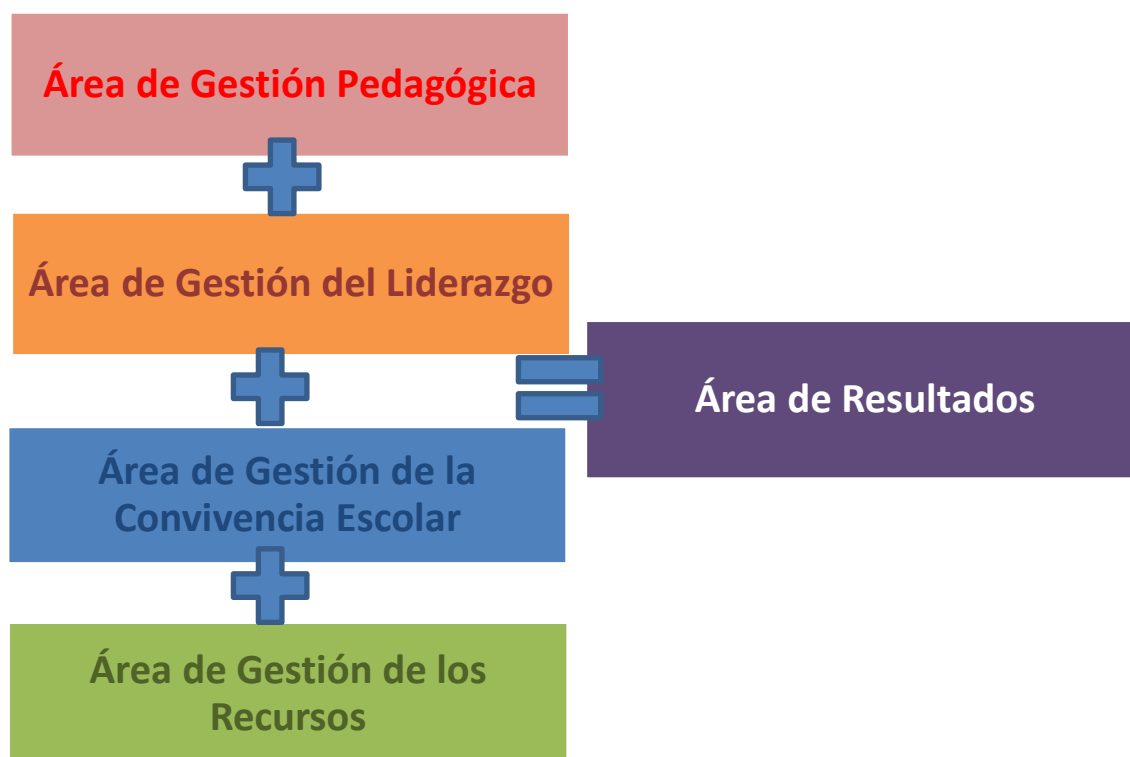 Área de Gestión Pedagógica
Área de Gestión del Liderazgo
Área de Resultados
Área de Gestión de la
Convivencia Escolar
Área de Gestión de los
Recursos